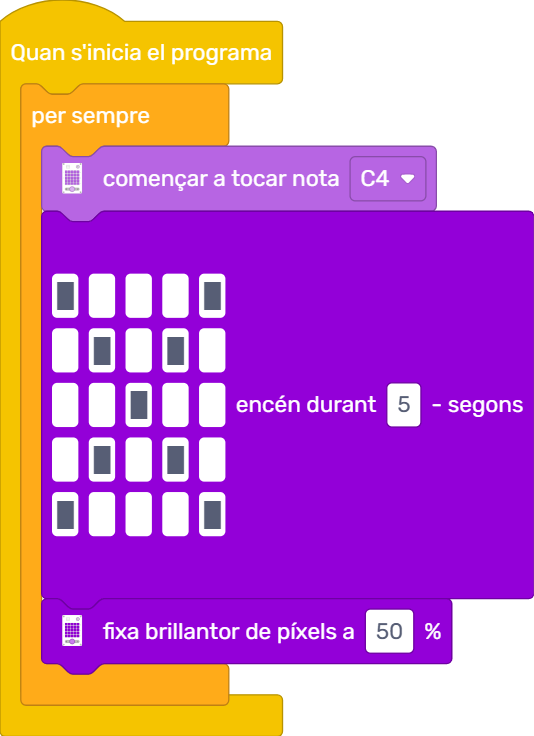 Quan s'inicia el programa
per sempre
començar a tocar nota C4
encén durant 5 - segons
fixa brillantor de píxels a 50 %